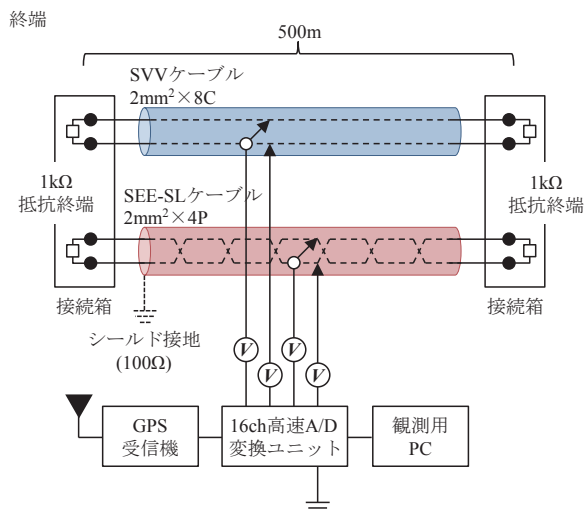 終端
500m
SVVケーブル
2mm²×8C
1kΩ
抵抗終端
接続箱
SEE-SLケーブル
2mm²×4P
1kΩ
抵抗終端
接続箱
シールド接地
(100Ω)
V
V
V
V
GPS
受信機
16ch高速A/D
変換ユニット
観測用
PC